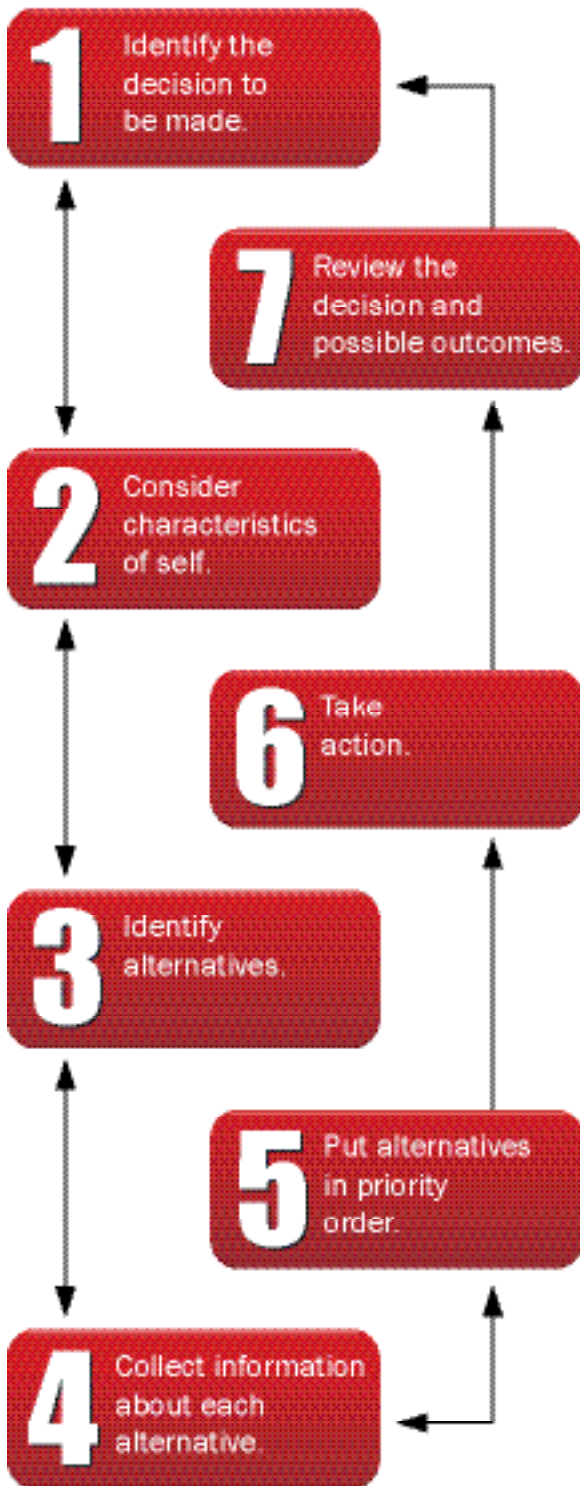 1
Identify the
decision to
be made.
7
Review the
decision and
possible outcomes.
2
Consider
characteristics
of self.
6
Take
action.
3
Identify
alternatives.
5
Put alternatives
in priority
order.
4
Collect information
about each
alternative.